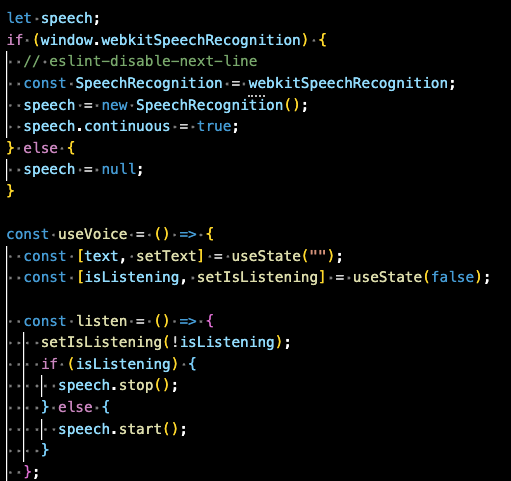 let speech;
if (window.webkitSpeechRecognition) {
  // eslint-disable-next-line
  const SpeechRecognition = webkitSpeechRecognition;
  speech = new SpeechRecognition();
  speech.continuous = true;
} else {
  speech = null;
}

const useVoice = () => {
  const [text, setText] = useState("");
  const [isListening, setIsListening] = useState(false);

  const listen = () => {
    setIsListening(!isListening);
    if (isListening) {
      speech.stop();
    } else {
      speech.start();
    }
  };